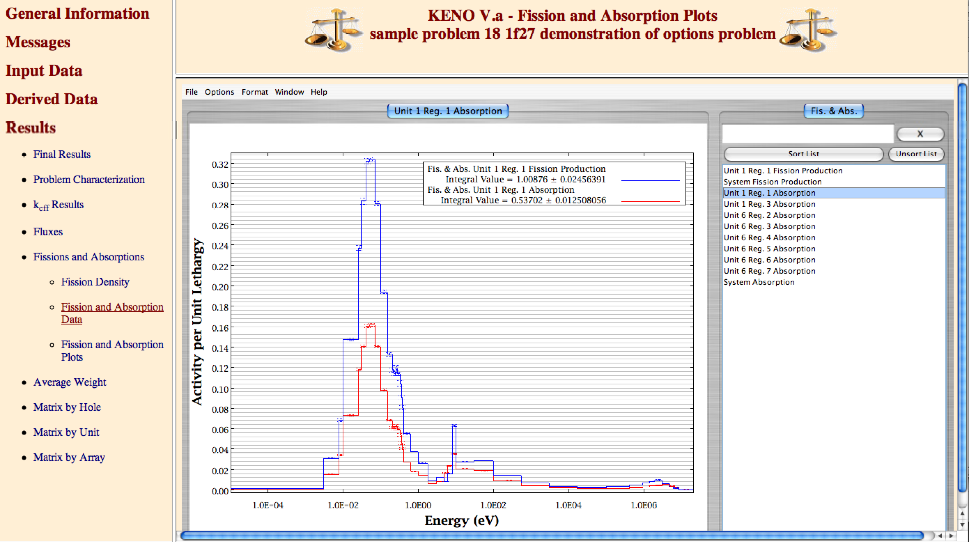 General Information
Messages
Input Data
Derived Data
Results
Final Results
Problem Characterization
keff Results
Fluxes
Fissions and Absorptions
Fission Density
Fission and Absorption
Data
Fission and Absorption
Plots
Average Weight
Matrix by Hole
Matrix by Unit
Matrix by Array
KENO V.a - Fission and Absorption Plots
sample problem 18 1f27 demonstration of options problem
File Options Format Window Help
Unit 1 Reg. 1 Absorption
Activity per Unit Lethargy
0.32
0.30
0.28
0.26
0.24
0.22
0.20
0.18
0.16
0.14
0.12
0.10
0.08
0.06
0.04
0.02
0.00
Fis. & Abs. Unit 1 Reg. 1 Fission Production
Integral Value = 1.00876 ± 0.02456391
Fis. & Abs. Unit 1 Reg. 1 Absorption
Integral Value = 0.53702 ± 0.012508056
1.0E-04 1.0E-02 1.0E00 1.0E02 1.0E04 1.0E06
Energy (eV)
Fis. & Abs.
X
Sort List Unsort List
Unit 1 Reg. 1 Fission Production
System Fission Production
Unit 1 Reg. 1 Absorption
Unit 1 Reg. 3 Absorption
Unit 6 Reg. 2 Absorption
Unit 6 Reg. 3 Absorption
Unit 6 Reg. 4 Absorption
Unit 6 Reg. 5 Absorption
Unit 6 Reg. 6 Absorption
Unit 6 Reg. 7 Absorption
System Absorption